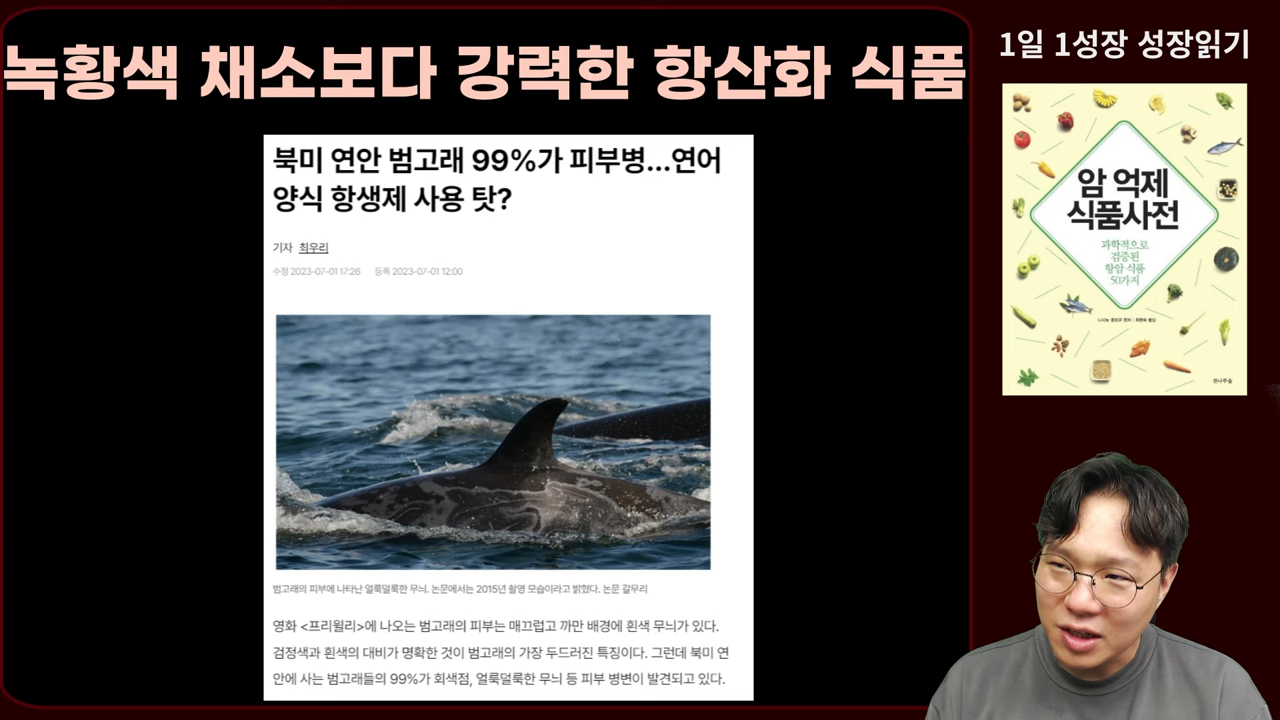 녹황색 채소보다 강력한 항산화 식품
북미 연안 범고래 99%가 피부병...연어
양식 항생제 사용 탓?
기자 최우리
수정 2023-07-01 17:26 등록 2023-07-01 12:00
범고래의 피부에 나타난 얼룩덜룩한 무늬. 논문에서는 2015년 촬영 모습이라고 밝혔다. 논문 갈무리
영화 <프리윌리>에 나오는 범고래의 피부는 매끄럽고 까만 배경에 흰색 무늬가 있다.
검정색과 흰색의 대비가 명확한 것이 범고래의 가장 두드러진 특징이다. 그런데 북미 연
안에 사는 범고래들의 99%가 회색점, 얼룩덜룩한 무늬 등 피부 병변이 발견되고 있다.
1일 1성장 성장읽기
암 억제
식품사전
과학적으로
검증된
항암 식품
50가지
전나무숲